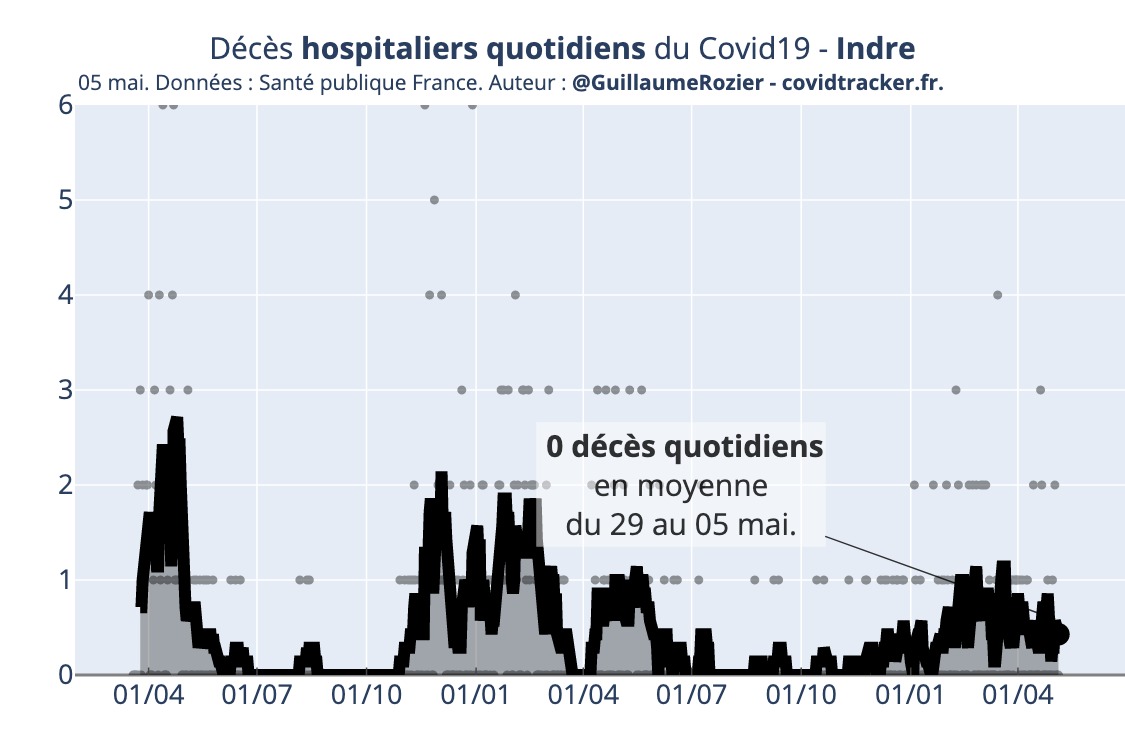 Décès hospitaliers quotidiens du Covid19 - Indre
05 mai. Données : Santé publique France. Auteur : @GuillaumeRozier - covidtracker.fr.
6
5
4
3
2
1
0
0 décès quotidiens
en moyenne
du 29 au 05 mai.
01/04 01/07 01/10 01/01 01/04 01/07 01/10 01/01 01/04